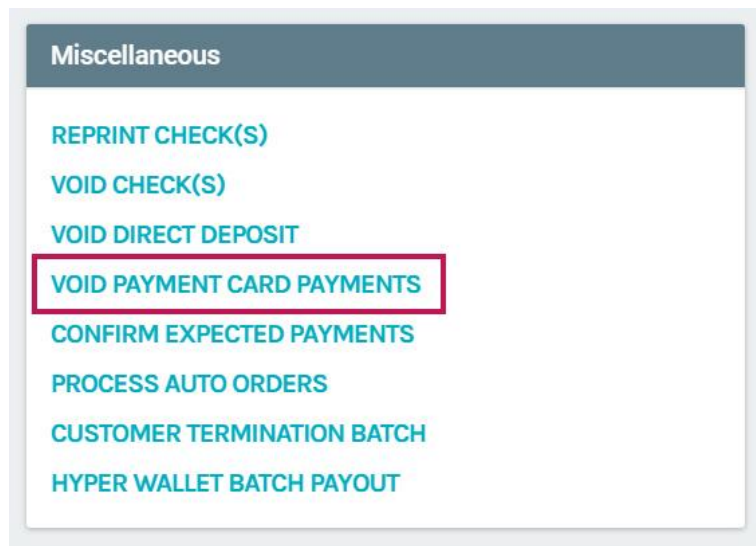 Miscellaneous
REPRINT CHECK(S)
VOID CHECK(S)
VOID DIRECT DEPOSIT
VOID PAYMENT CARD PAYMENTS
CONFIRM EXPECTED PAYMENTS
PROCESS AUTO ORDERS
CUSTOMER TERMINATION BATCH
HYPER WALLET BATCH PAYOUT